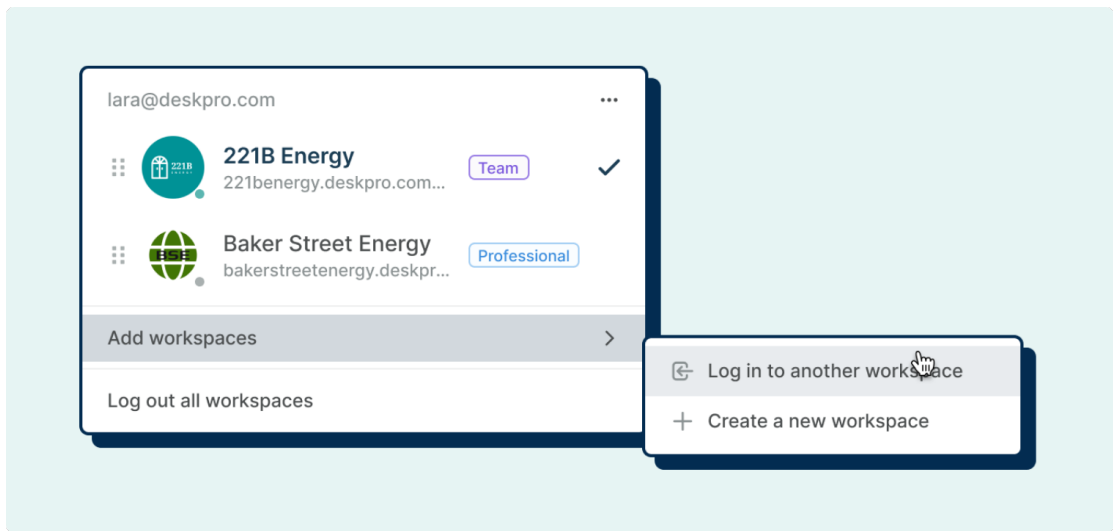 lara@deskpro.com
221B
221B Energy
Team
221benergy.deskpro.com...
BSE
Baker Street Energy
Professional
bakerstreetenergy.deskpr...
Add workspaces
Log in to another workspace
Create a new workspace
Log out all workspaces